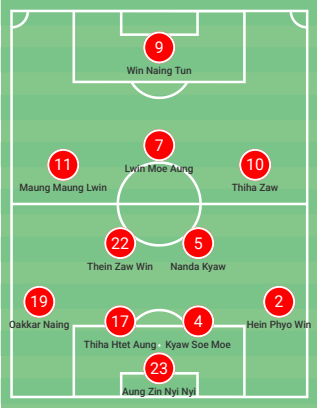 9
Win Naing Tun
7
Lwin Moe Aung
11
Maung Maung Lwin
10
Thiha Zaw
22
Thein Zaw Win
5
Nanda Kyaw
19
Oakkar Naing
2
Hein Phyo Win
17
Thiha Htet Aung
4
Kyaw Soe Moe
23
Aung Zin Nyi Nyi